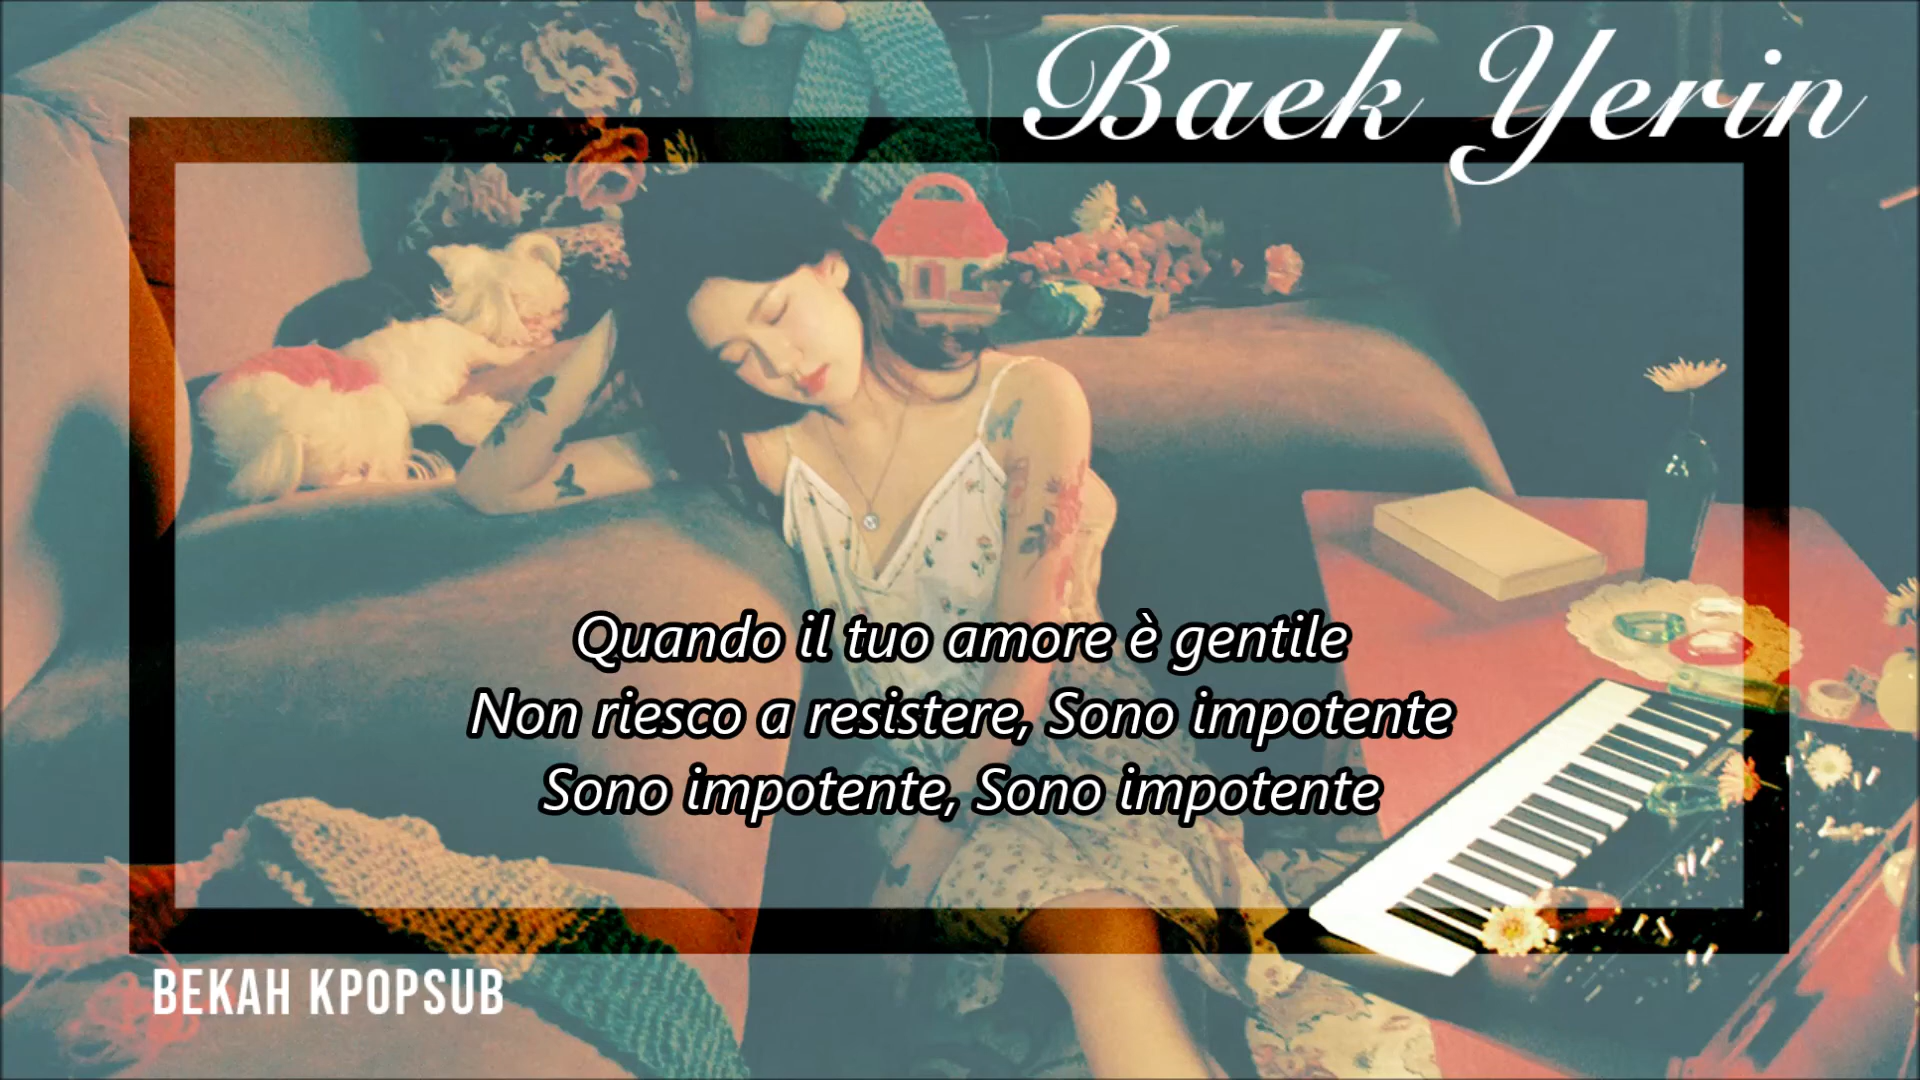 Baek Yerin
Quando il tuo amore è gentile
Non riesco a resistere, Sono impotente
Sono impotente, Sono impotente
BEKAH KPOPSUB